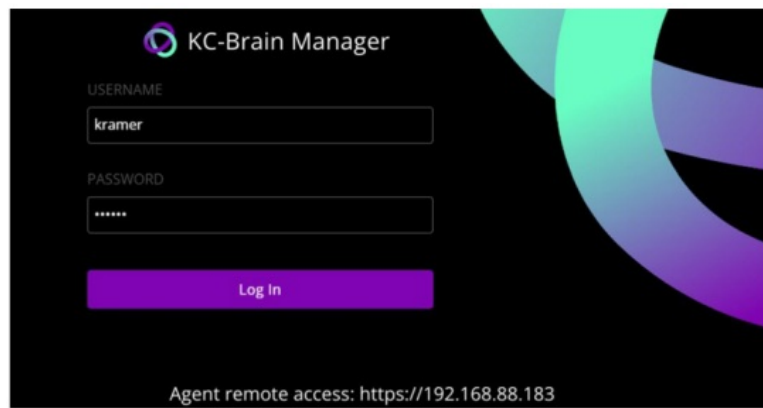 KC-Brain Manager
USERNAME
kramer
PASSWORD
••••••
Log In
Agent remote access: https://192.168.88.183